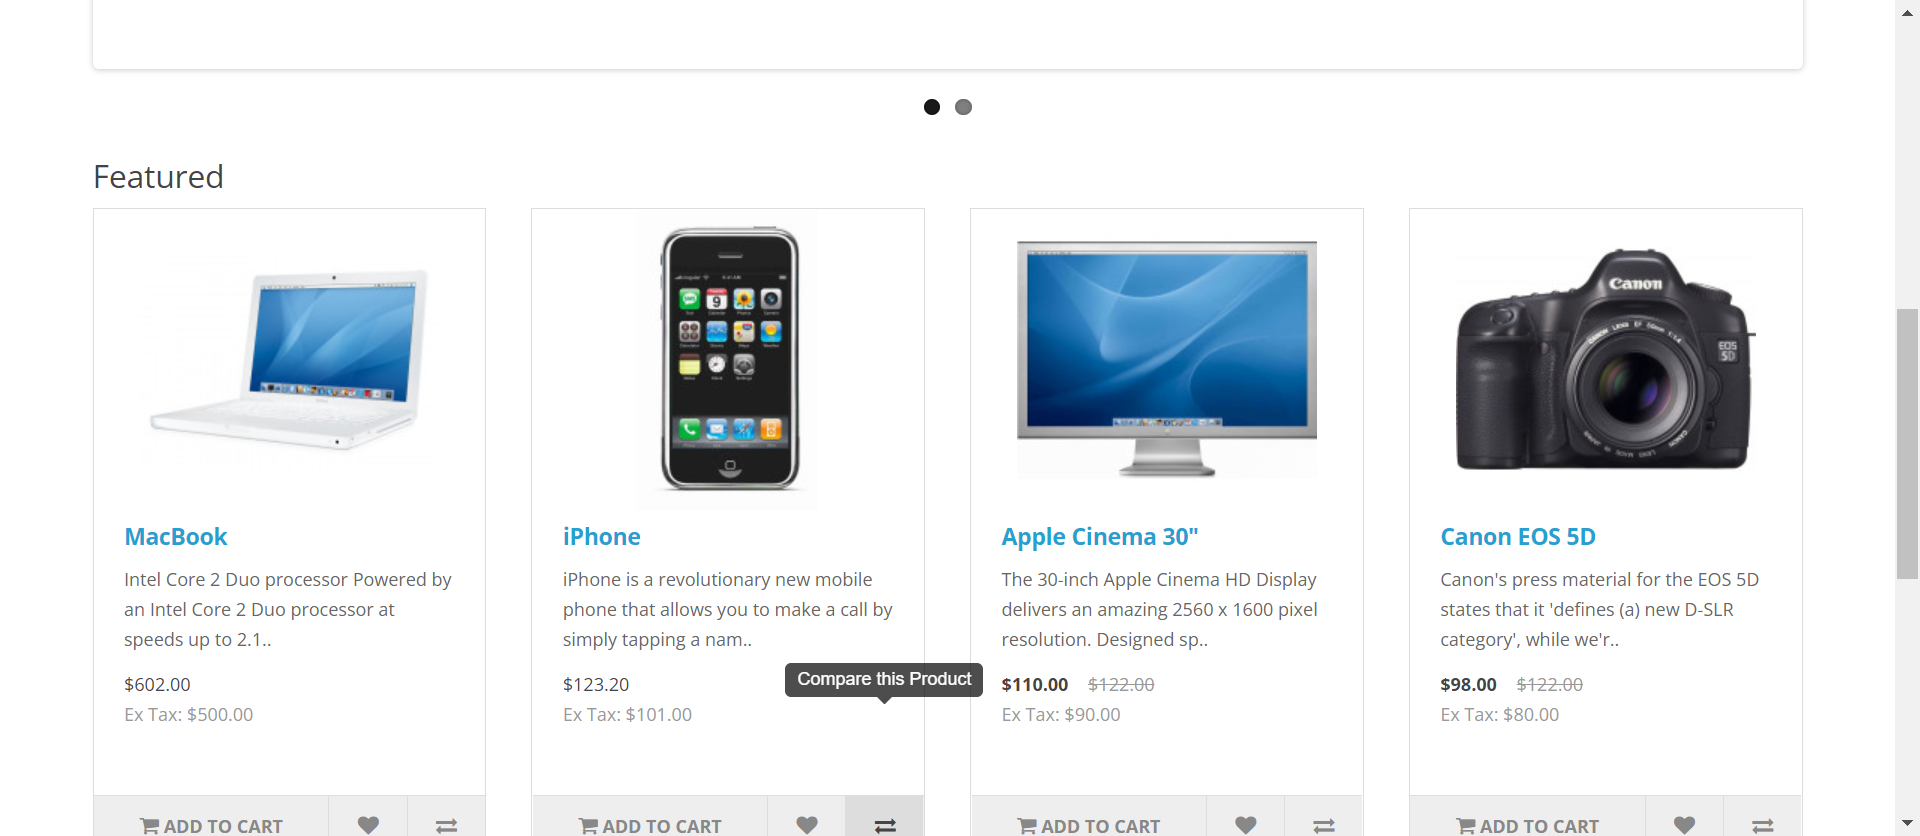 Featured
Canon
EOS
5D
MacBook
Intel Core 2 Duo processor Powered by
an Intel Core 2 Duo processor at
speeds up to 2.1..
$602.00
Ex Tax: $500.00
ADD TO CART
iPhone
iPhone is a revolutionary new mobile
phone that allows you to make a call by
simply tapping a nam..
$123.20
Compare this Product
Ex Tax: $101.00
ADD TO CART
Apple Cinema 30"
The 30-inch Apple Cinema HD Display
delivers an amazing 2560 x 1600 pixel
resolution. Designed sp..
$110.00 $122.00
Ex Tax: $90.00
ADD TO CART
Canon EOS 5D
Canon's press material for the EOS 5D
states that it 'defines (a) new D-SLR
category', while we'r..
$98.00 $122.00
Ex Tax: $80.00
ADD TO CART